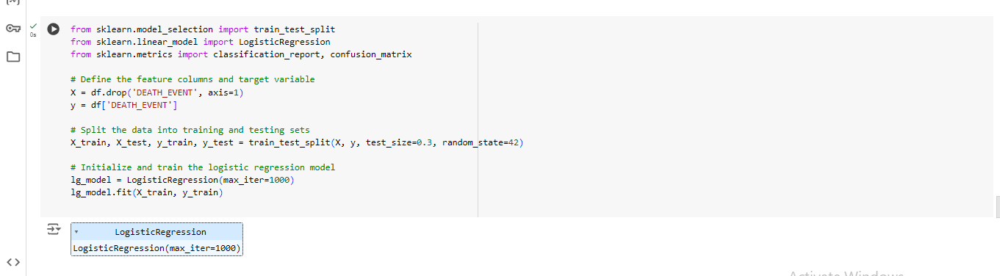 0s
from sklearn.model_selection import train_test_split
from sklearn.linear_model import LogisticRegression
from sklearn.metrics import classification_report, confusion_matrix
# Define the feature columns and target variable
X = df.drop('DEATH_EVENT', axis=1)
y = df['DEATH_EVENT']
# Split the data into training and testing sets
X_train, X_test, y_train, y_test = train_test_split(X, y, test_size=0.3, random_state=42)
# Initialize and train the logistic regression model
lg_model = LogisticRegression(max_iter=1000)
lg_model.fit(X_train, y_train)
LogisticRegression
LogisticRegression(max_iter=1000)
Activate Windows